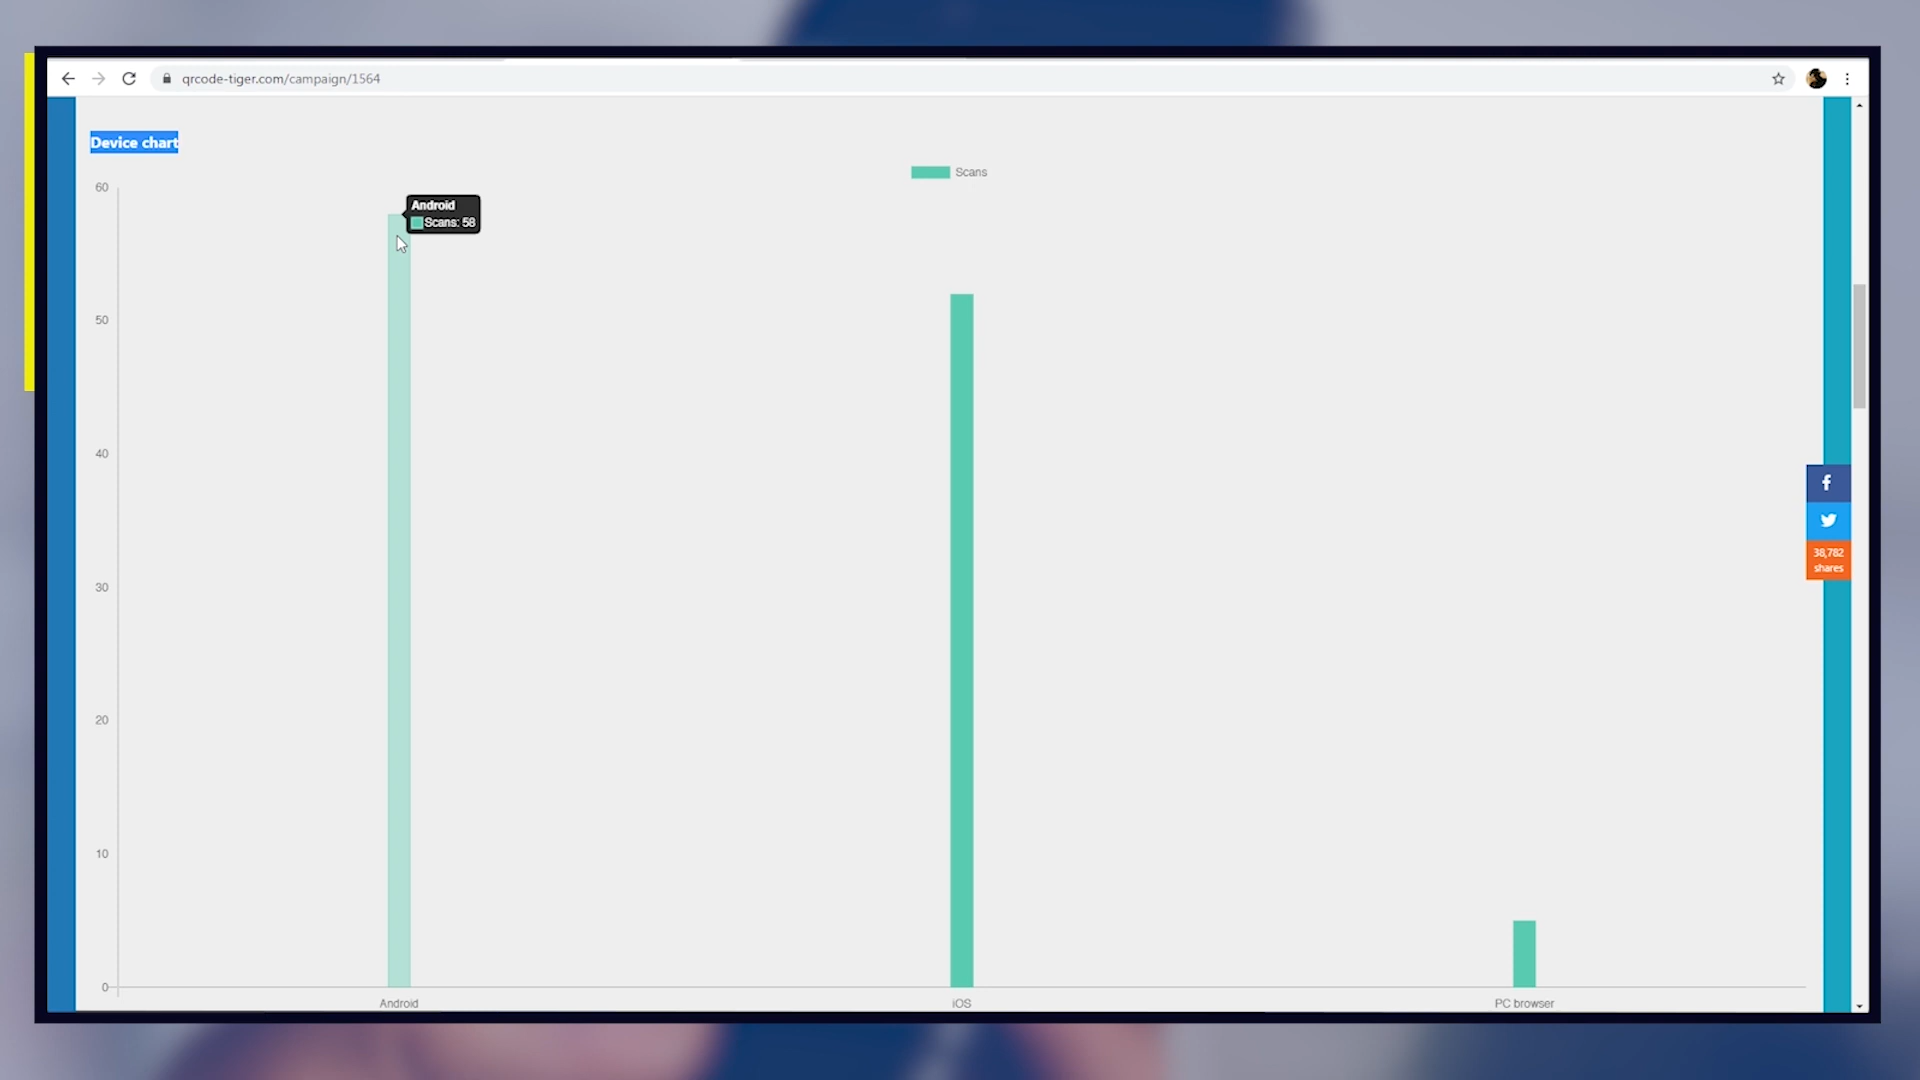 qrcode-tiger.com/campaign/1564
Device chart
Scans
60
Android
Scans: 58
50
40
30
20
10
0
38,782
shares
Android
iOS
PC browser